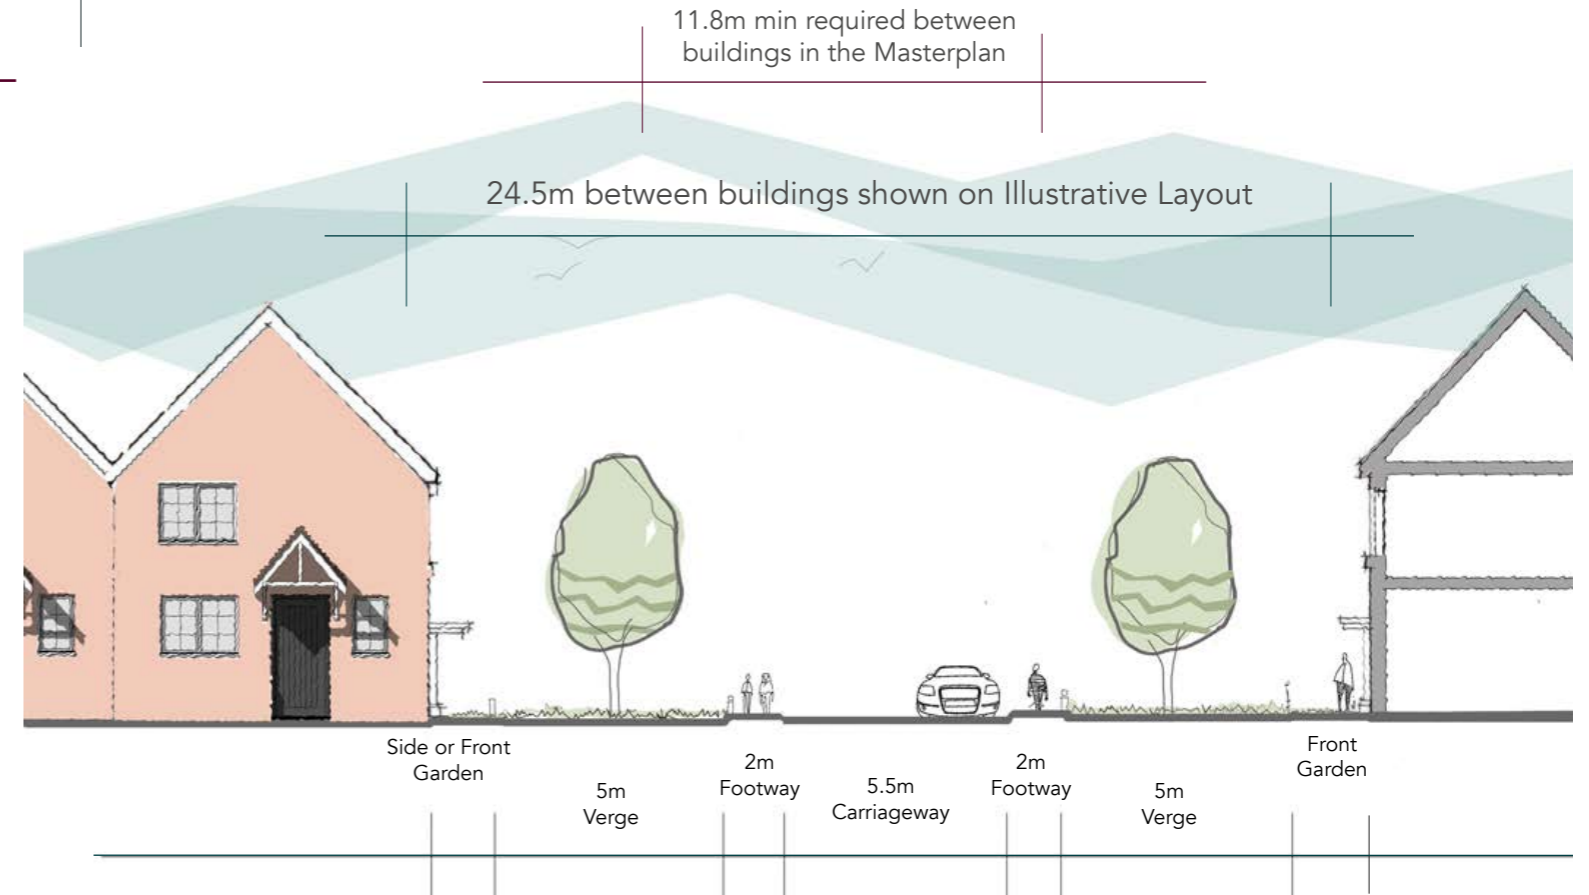 11.8m min required between
buildings in the Masterplan
24.5m between buildings shown on Illustrative Layout
Side or Front
Garden
5m
Verge
2m
Footway
5.5m
Carriageway
2m
Footway
5m
Verge
Front
Garden